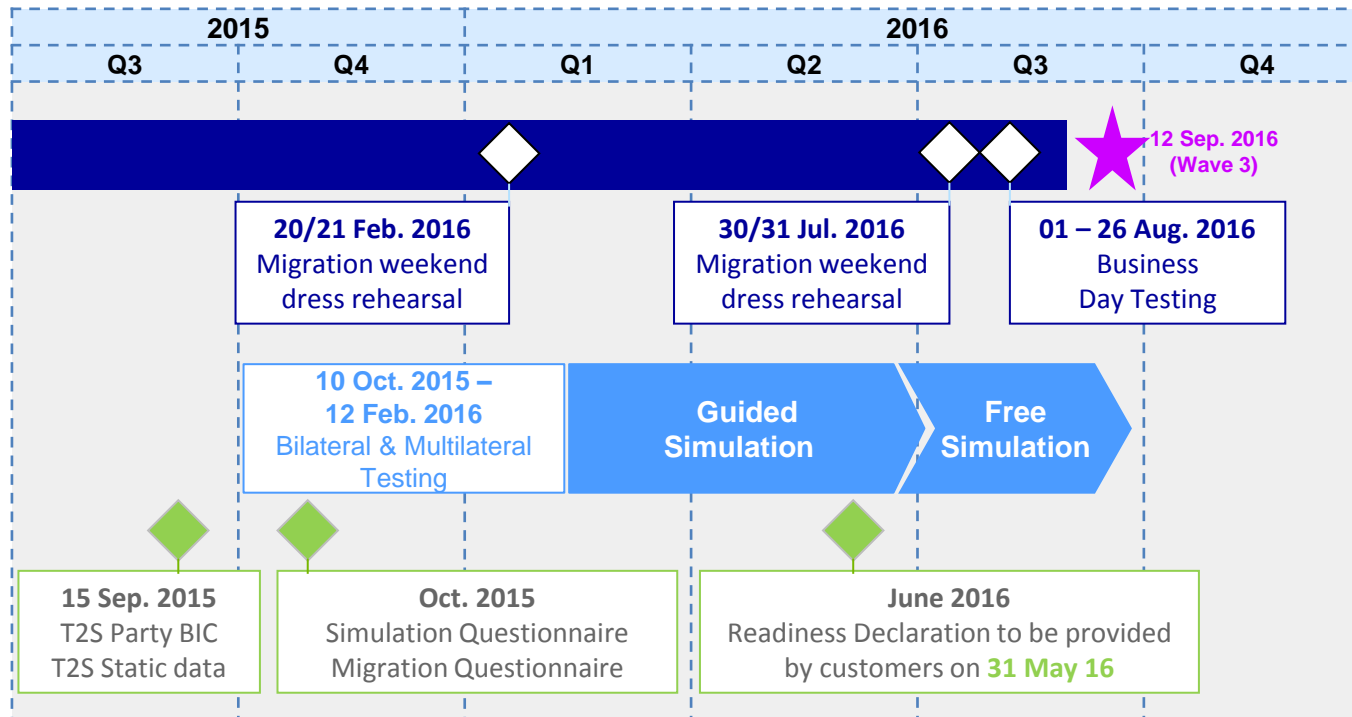 2015
2016
Q3
Q4
Q1
Q2
Q3
Q4
12 Sep. 2016
(Wave 3)
20/21 Feb. 2016
Migration weekend
dress rehearsal
30/31 Jul. 2016
Migration weekend
dress rehearsal
01 – 26 Aug. 2016
Business
Day Testing
10 Oct. 2015 –
12 Feb. 2016
Bilateral & Multilateral
Testing
Guided
Simulation
Free
Simulation
15 Sep. 2015
T2S Party BIC
T2S Static data
Oct. 2015
Simulation Questionnaire
Migration Questionnaire
June 2016
Readiness Declaration to be provided
by customers on 31 May 16